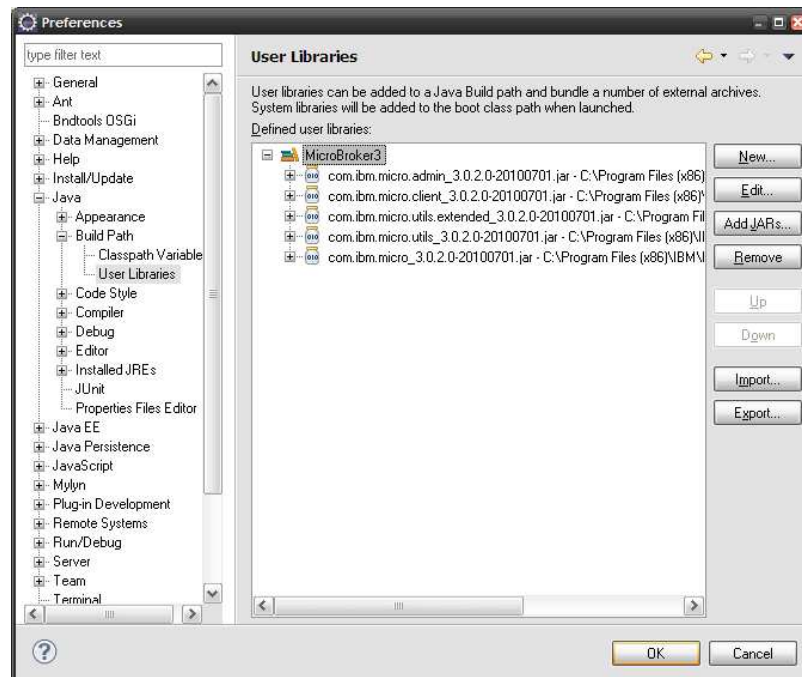 Preferences
type filter text
General
Ant
Bndtools OSGi
Data Management
Help
Install/Update
Java
Appearance
Build Path
Classpath Variable
User Libraries
Code Style
Compiler
Debug
Editor
Installed JREs
JUnit
Properties Files Editor
Java EE
Java Persistence
JavaScript
Mylyn
Plug-in Development
Remote Systems
Run/Debug
Server
Team
Terminal
User Libraries
User libraries can be added to a Java Build path and bundle a number of external archives.
System libraries will be added to the boot class path when launched.
Defined user libraries:
MicroBroker3
com.ibm.micro.admin_3.0.2.0-20100701.jar - C:\Program Files (x86)
com.ibm.micro.client_3.0.2.0-20100701.jar - C:\Program Files (x86)\
com.ibm.micro.utils.extended_3.0.2.0-20100701.jar - C:\Program Fil
com.ibm.micro.utils_3.0.2.0-20100701.jar - C:\Program Files (x86)\I
com.ibm.micro_3.0.2.0-20100701.jar - C:\Program Files (x86)\IBM\I
New...
Edit...
Add JARs...
Remove
Up
Down
Import...
Export...
?
OK
Cancel